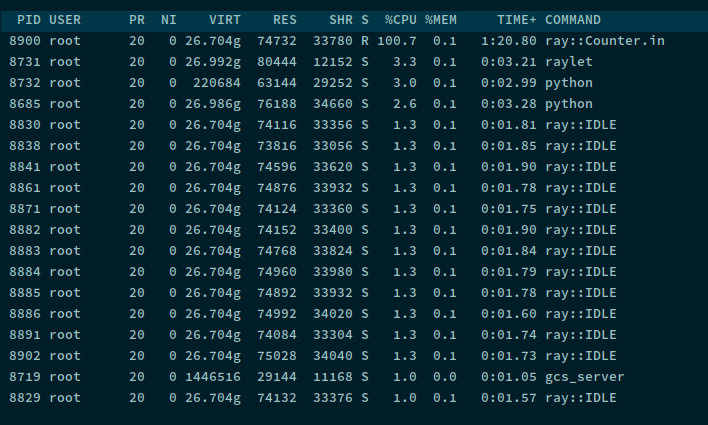 PID USER PR NI VIRT RES SHR S %CPU %MEM TIME+ COMMAND
8900 root 20 0 26.704g 74732 33780 R 100.7 0.1 1:20.80 ray::Counter.in
8731 root 20 0 26.992g 80444 12152 S 3.3 0.1 0:03.21 raylet
8732 root 20 0 220684 63144 29252 S 3.0 0.1 0:02.99 python
8685 root 20 0 26.986g 76188 34660 S 2.6 0.1 0:03.28 python
8830 root 20 0 26.704g 74116 33356 S 1.3 0.1 0:01.81 ray::IDLE
8838 root 20 0 26.704g 73816 33056 S 1.3 0.1 0:01.85 ray::IDLE
8841 root 20 0 26.704g 74596 33620 S 1.3 0.1 0:01.90 ray::IDLE
8861 root 20 0 26.704g 74876 33932 S 1.3 0.1 0:01.78 ray::IDLE
8871 root 20 0 26.704g 74124 33360 S 1.3 0.1 0:01.75 ray::IDLE
8882 root 20 0 26.704g 74152 33400 S 1.3 0.1 0:01.90 ray::IDLE
8883 root 20 0 26.704g 74768 33824 S 1.3 0.1 0:01.84 ray::IDLE
8884 root 20 0 26.704g 74960 33980 S 1.3 0.1 0:01.79 ray::IDLE
8885 root 20 0 26.704g 74892 33932 S 1.3 0.1 0:01.78 ray::IDLE
8886 root 20 0 26.704g 74992 34020 S 1.3 0.1 0:01.60 ray::IDLE
8891 root 20 0 26.704g 74084 33304 S 1.3 0.1 0:01.74 ray::IDLE
8902 root 20 0 26.704g 75028 34040 S 1.3 0.1 0:01.73 ray::IDLE
8719 root 20 0 1446516 29144 11168 S 1.0 0.0 0:01.05 gcs_server
8829 root 20 0 26.704g 74132 33376 S 1.0 0.1 0:01.57 ray::IDLE